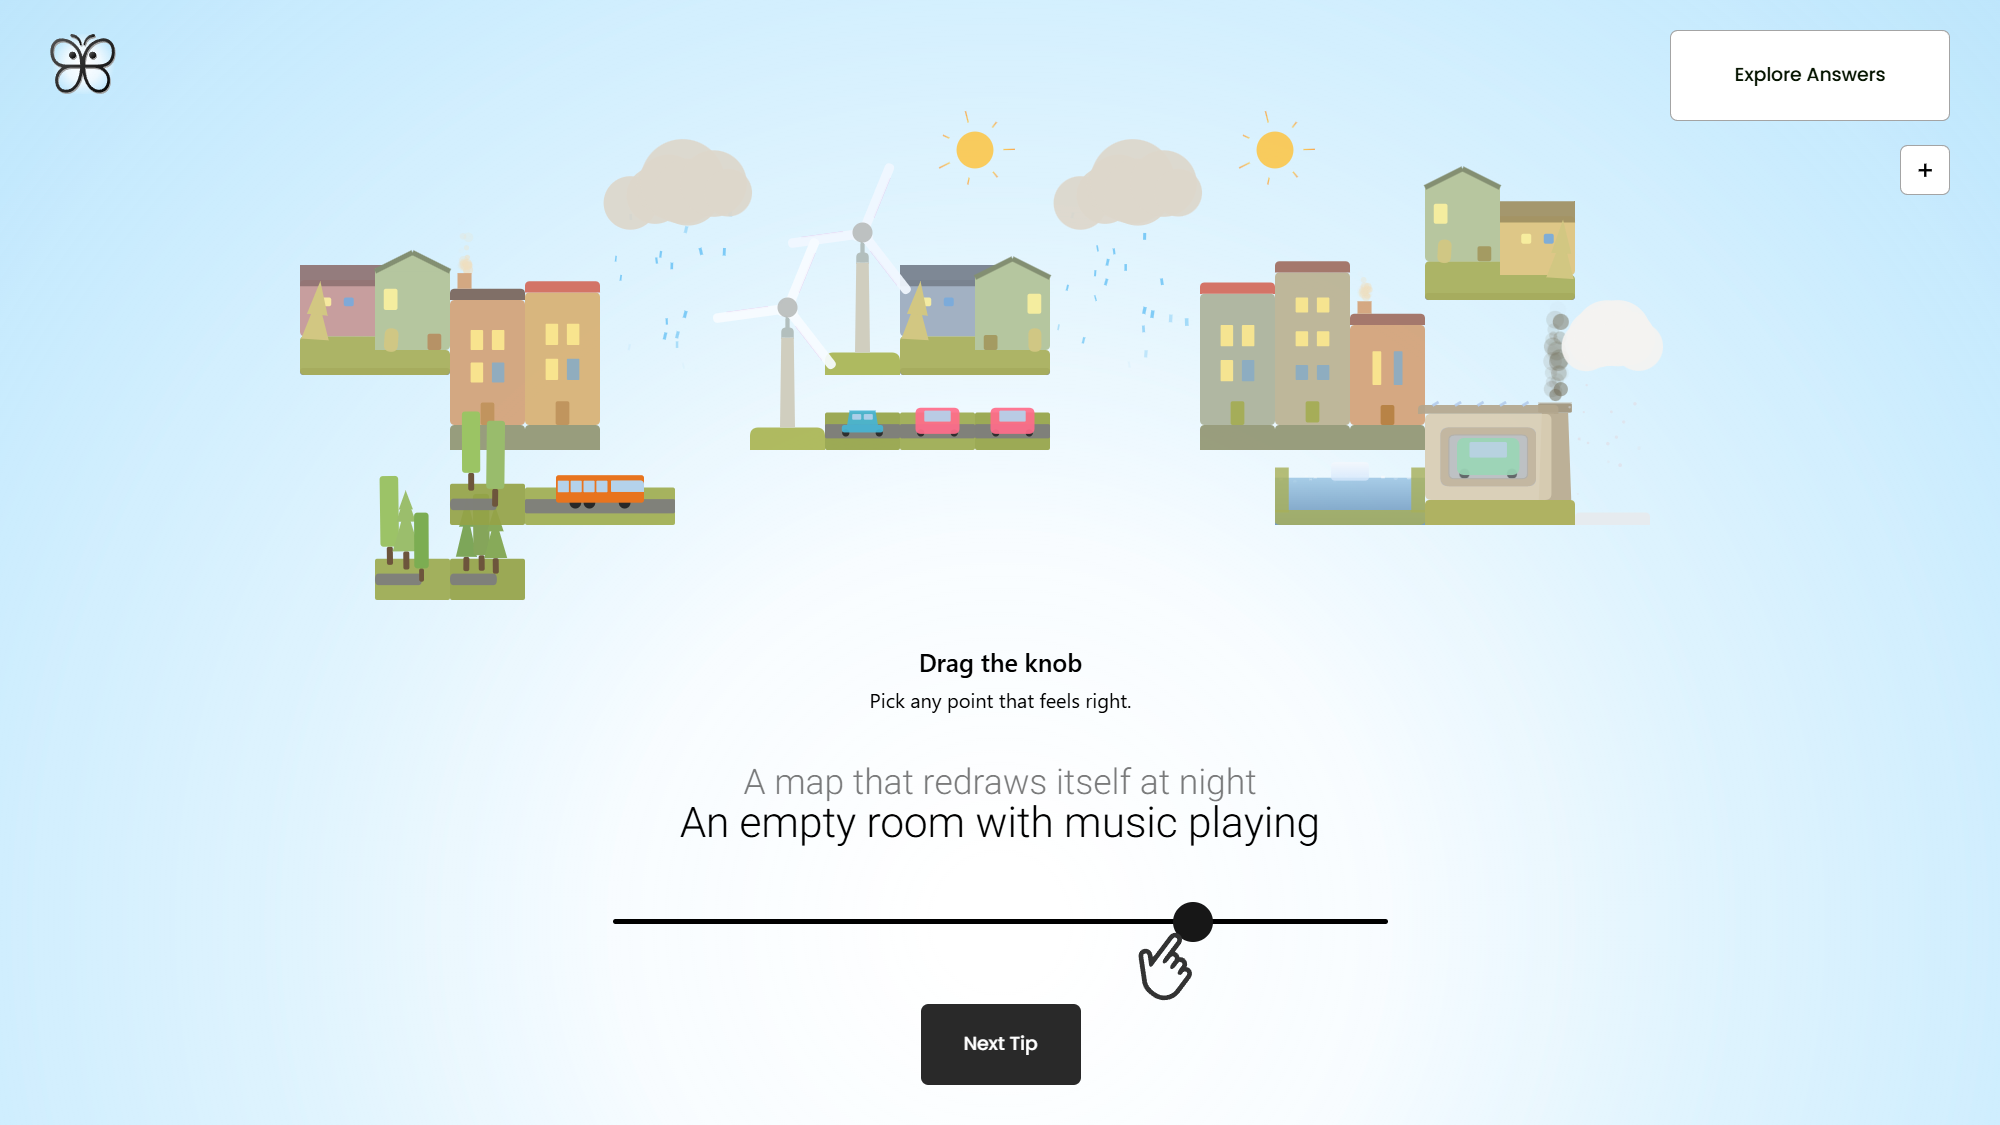 Explore Answers
+
Drag the knob
Pick any point that feels right.
A map that redraws itself at night
An empty room with music playing
Next Tip